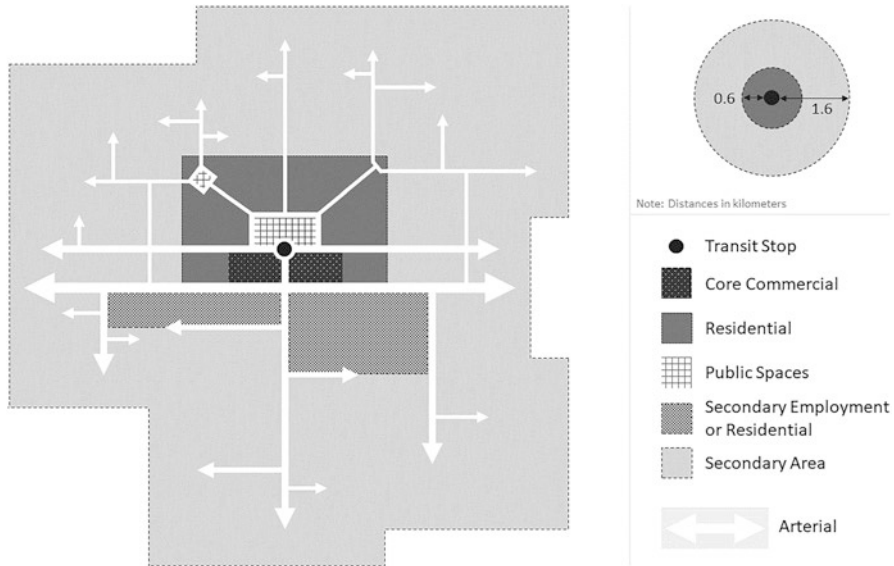 0.6
1.6
Note: Distances in kilometers
Transit Stop
Core Commercial
Residential
Public Spaces
Secondary Employment
or Residential
Secondary Area
Arterial